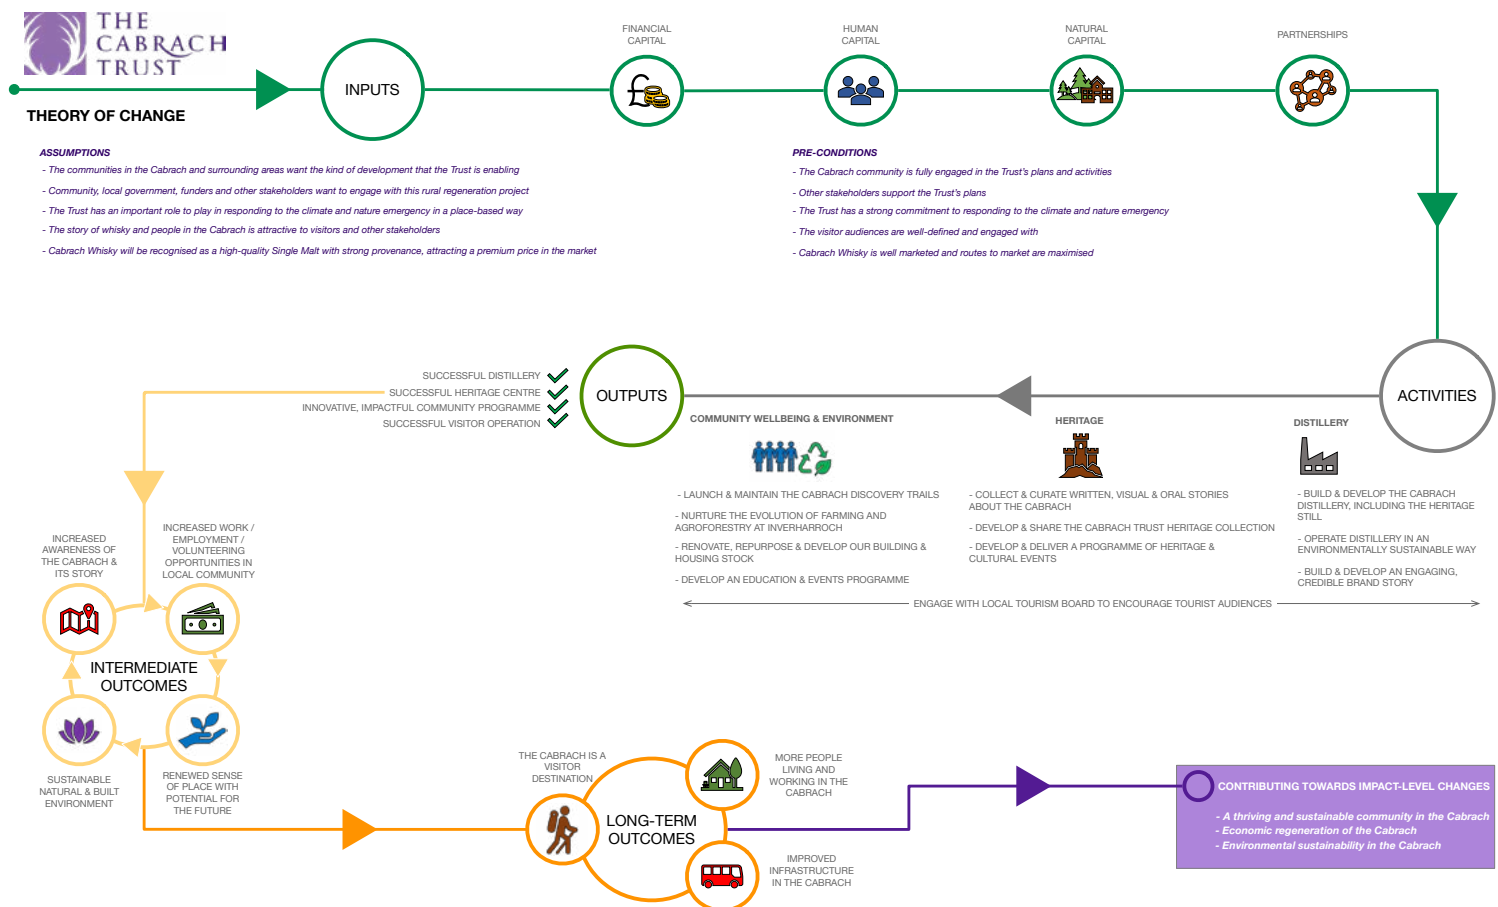 THE
CABRACH
TRUST
THEORY OF CHANGE
INPUTS
FINANCIAL
CAPITAL
HUMAN
CAPITAL
NATURAL
CAPITAL
PARTNERSHIPS
ASSUMPTIONS
- The communities in the Cabrach and surrounding areas want the kind of development that the Trust is enabling
- Community, local government, funders and other stakeholders want to engage with this rural regeneration project
- The Trust has an important role to play in responding to the climate and nature emergency in a place-based way
- The story of whisky and people in the Cabrach is attractive to visitors and other stakeholders
- Cabrach Whisky will be recognised as a high-quality Single Malt with strong provenance, attracting a premium price in the market
PRE-CONDITIONS
- The Cabrach community is fully engaged in the Trust's plans and activities
- Other stakeholders support the Trust's plans
- The Trust has a strong commitment to responding to the climate and nature emergency
- The visitor audiences are well-defined and engaged with
- Cabrach Whisky is well marketed and routes to market are maximised
ACTIVITIES
DISTILLERY
- BUILD & DEVELOP THE CABRACH
DISTILLERY, INCLUDING THE HERITAGE
STILL
- OPERATE DISTILLERY IN AN
ENVIRONMENTALLY SUSTAINABLE WAY
- BUILD & DEVELOP AN ENGAGING,
CREDIBLE BRAND STORY
HERITAGE
- COLLECT & CURATE WRITTEN, VISUAL & ORAL STORIES
ABOUT THE CABRACH
- DEVELOP & SHARE THE CABRACH TRUST HERITAGE COLLECTION
- DEVELOP & DELIVER A PROGRAMME OF HERITAGE &
CULTURAL EVENTS
COMMUNITY WELLBEING & ENVIRONMENT
- LAUNCH & MAINTAIN THE CABRACH DISCOVERY TRAILS
- NURTURE THE EVOLUTION OF FARMING AND
AGROFORESTRY AT INVERHARROCH
- RENOVATE, REPURPOSE & DEVELOP OUR BUILDING &
HOUSING STOCK
- DEVELOP AN EDUCATION & EVENTS PROGRAMME
ENGAGE WITH LOCAL TOURISM BOARD TO ENCOURAGE TOURIST AUDIENCES
OUTPUTS
SUCCESSFUL DISTILLERY
SUCCESSFUL HERITAGE CENTRE
INNOVATIVE, IMPACTFUL COMMUNITY PROGRAMME
SUCCESSFUL VISITOR OPERATION
INCREASED
AWARENESS OF
THE CABRACH &
ITS STORY
INCREASED WORK /
EMPLOYMENT /
VOLUNTEERING
OPPORTUNITIES IN
LOCAL COMMUNITY
INTERMEDIATE
OUTCOMES
SUSTAINABLE
NATURAL & BUILT
ENVIRONMENT
RENEWED SENSE
OF PLACE WITH
POTENTIAL FOR
THE FUTURE
THE CABRACH IS A
VISITOR
DESTINATION
LONG-TERM
OUTCOMES
MORE PEOPLE
LIVING AND
WORKING IN THE
CABRACH
IMPROVED
INFRASTRUCTURE
IN THE CABRACH
CONTRIBUTING TOWARDS IMPACT-LEVEL CHANGES
- A thriving and sustainable community in the Cabrach
- Economic regeneration of the Cabrach
- Environmental sustainability in the Cabrach